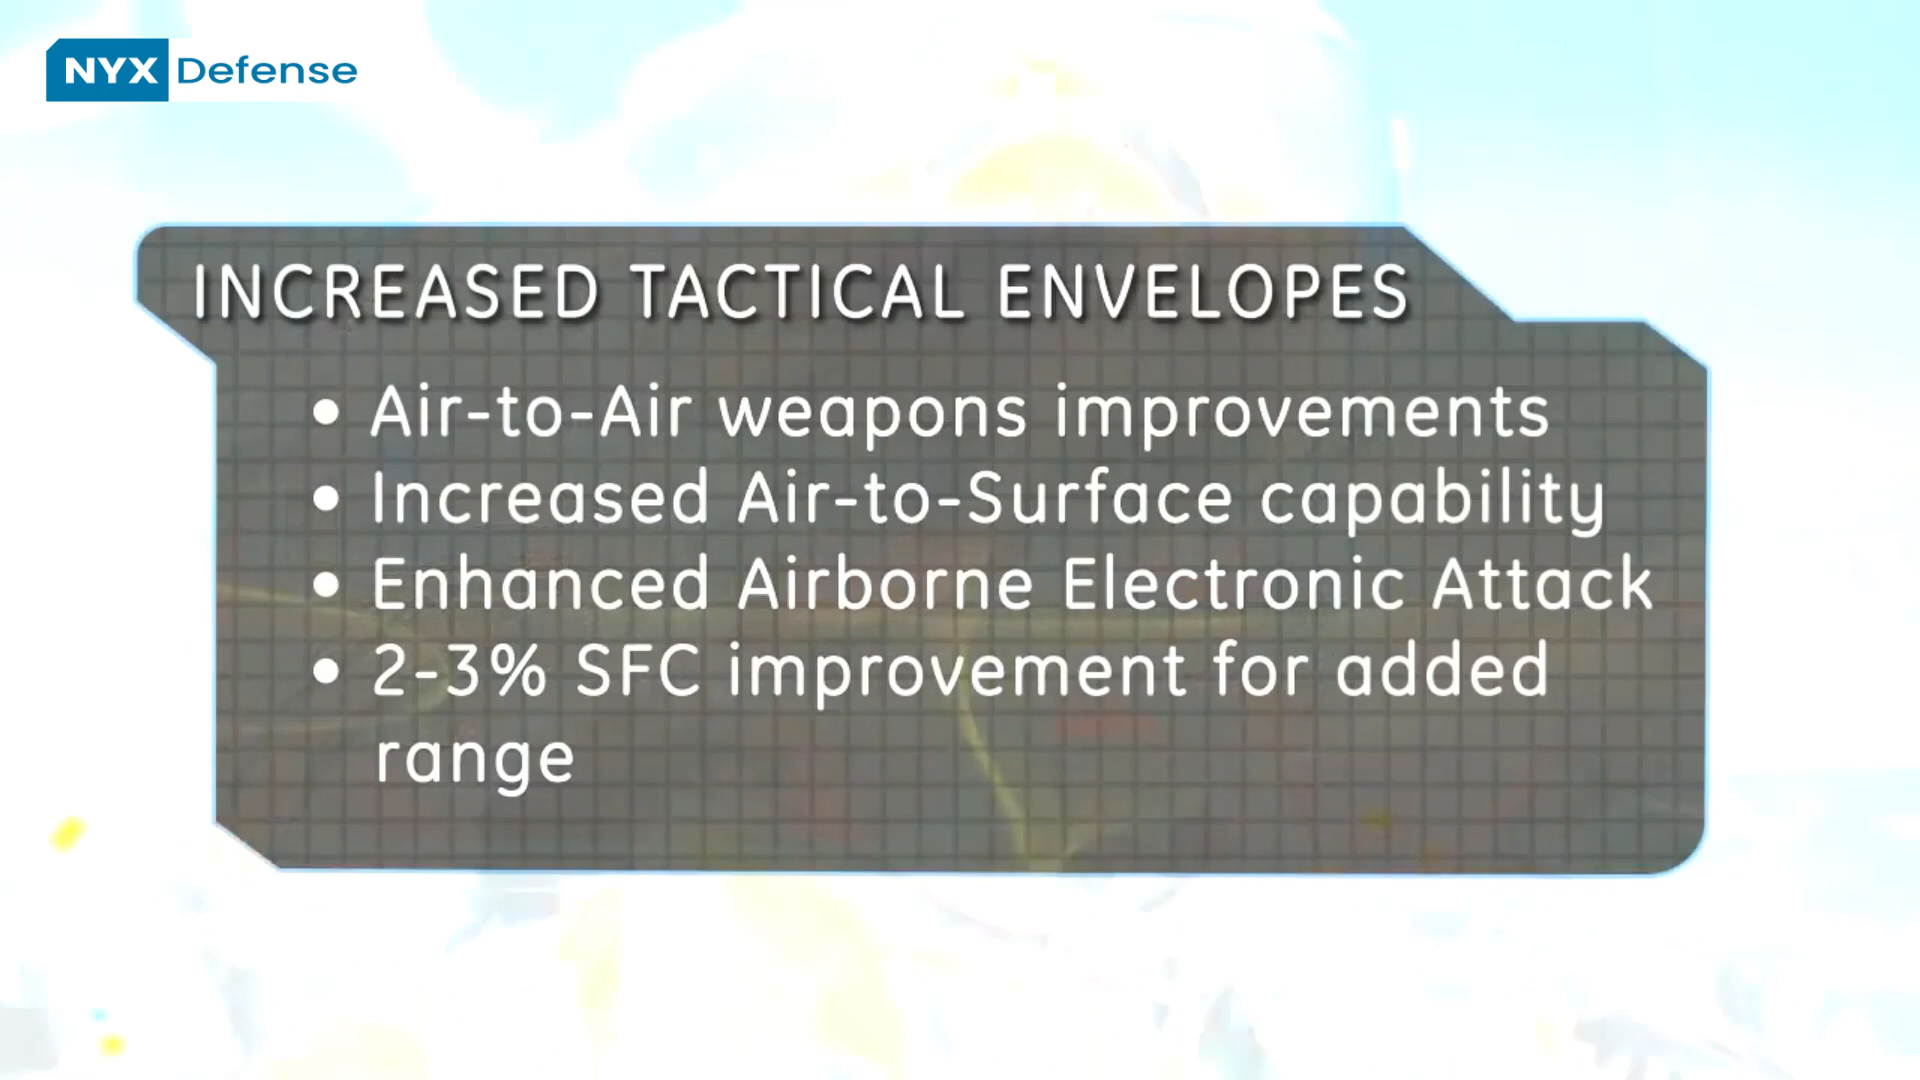 NYX Defense
INCREASED TACTICAL ENVELOPES
• Air-to-Air weapons improvements
• Increased Air-to-Surface capability
• Enhanced Airborne Electronic Attack
• 2-3% SFC improvement for added
range